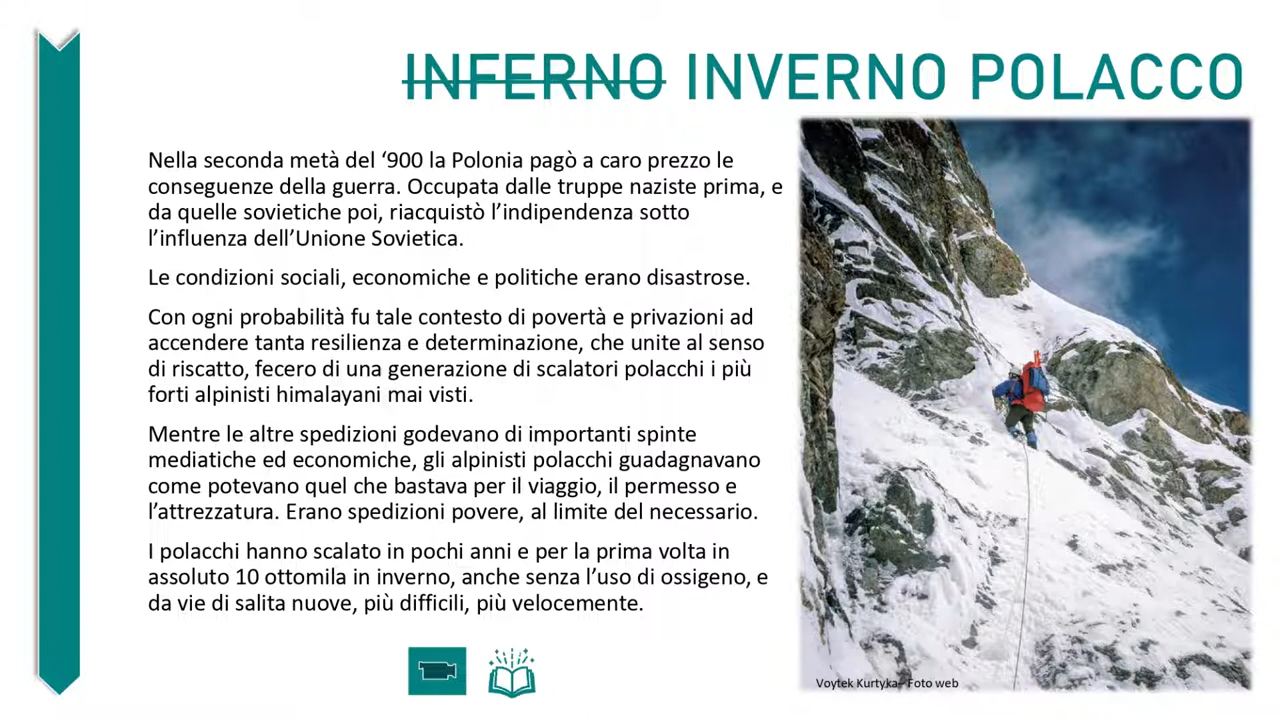 INFERNO INVERNO POLACCO
Nella seconda metà del ‘900 la Polonia pagò a caro prezzo le
conseguenze della guerra. Occupata dalle truppe naziste prima, e
da quelle sovietiche poi, riacquistò l’indipendenza sotto
l’influenza dell’Unione Sovietica.
Le condizioni sociali, economiche e politiche erano disastrose.
Con ogni probabilità fu tale contesto di povertà e privazioni ad
accendere tanta resilienza e determinazione, che unite al senso
di riscatto, fecero di una generazione di scalatori polacchi i più
forti alpinisti himalayani mai visti.
Mentre le altre spedizioni godevano di importanti spinte
mediatiche ed economiche, gli alpinisti polacchi guadagnavano
come potevano quel che bastava per il viaggio, il permesso e
l’attrezzatura. Erano spedizioni povere, al limite del necessario.
I polacchi hanno scalato in pochi anni e per la prima volta in
assoluto 10 ottomila in inverno, anche senza l’uso di ossigeno, e
da vie di salita nuove, più difficili, più velocemente.
Voytek Kurtyka– Foto web